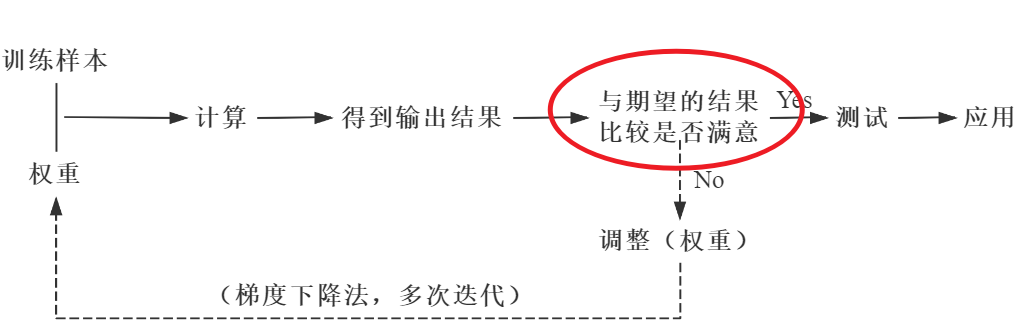 训练样本
权重
计算
得到输出结果
与期望的结果
比较是否满意
Yes
测试
应用
No
调整（权重）
（梯度下降法，多次迭代）